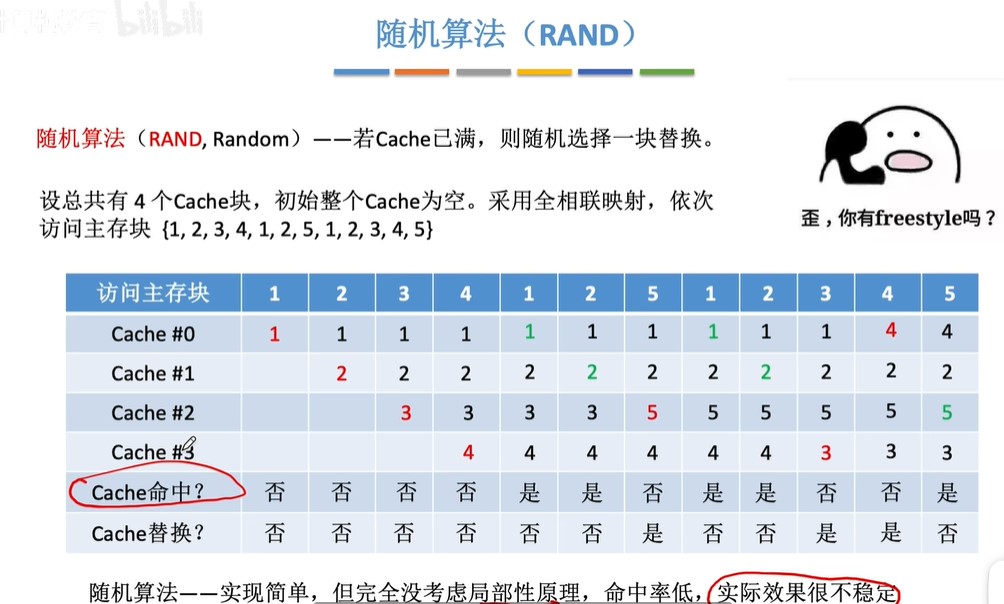 bilibili
随机算法（RAND）
随机算法（RAND, Random）——若Cache已满，则随机选择一块替换。
设总共有 4 个Cache块，初始整个Cache为空。采用全相联映射，依次
访问主存块 {1, 2, 3, 4, 1, 2, 5, 1, 2, 3, 4, 5}
歪，你有freestyle吗？
访问主存块 1 2 3 4 1 2 5 1 2 3 4 5
Cache #0 1 1 1 1 1 1 1 1 1 1 4 4
Cache #1 2 2 2 2 2 2 2 2 2 2 2
Cache #2 3 3 3 3 5 5 5 5 5 5
Cache #3 4 4 4 4 4 4 3 3 3
Cache命中？ 否 否 否 否 是 是 否 是 是 否 否 是
Cache替换？ 否 否 否 否 否 否 是 否 否 是 是 否
随机算法——实现简单，但完全没考虑局部性原理，命中率低，实际效果很不稳定